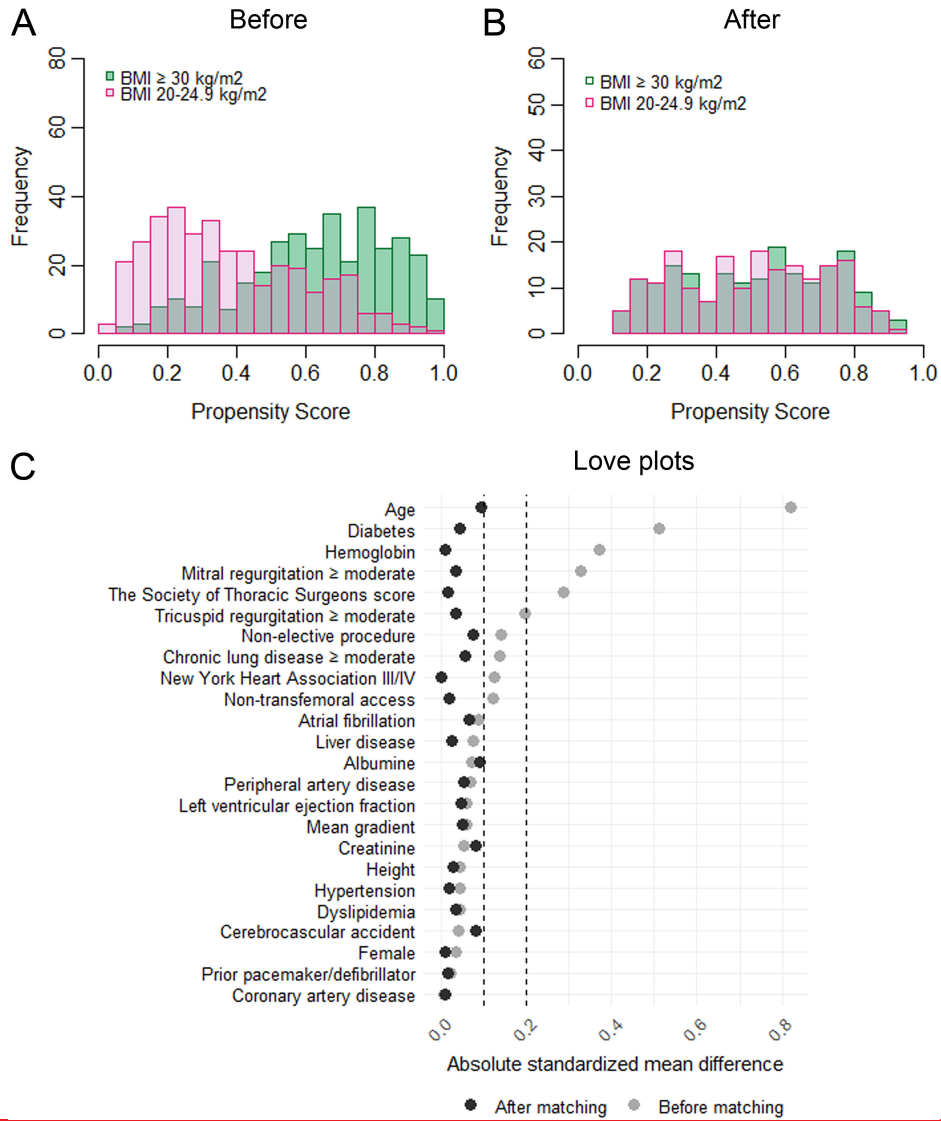 A
Before
B
After
80
60
40
20
0
Frequency
BMI ≥ 30 kg/m2
BMI 20-24.9 kg/m2
0.0 0.2 0.4 0.6 0.8 1.0
Propensity Score
60
50
40
30
20
10
0
Frequency
BMI ≥ 30 kg/m2
BMI 20-24.9 kg/m2
0.0 0.2 0.4 0.6 0.8 1.0
Propensity Score
C
Love plots
Age
Diabetes
Hemoglobin
Mitral regurgitation ≥ moderate
The Society of Thoracic Surgeons score
Tricuspid regurgitation ≥ moderate
Non-elective procedure
Chronic lung disease ≥ moderate
New York Heart Association III/IV
Non-transfemoral access
Atrial fibrillation
Liver disease
Albumine
Peripheral artery disease
Left ventricular ejection fraction
Mean gradient
Creatinine
Height
Hypertension
Dyslipidemia
Cerebrocascular accident
Female
Prior pacemaker/defibrillator
Coronary artery disease
0.0 0.2 0.4 0.6 0.8
Absolute standardized mean difference
After matching Before matching